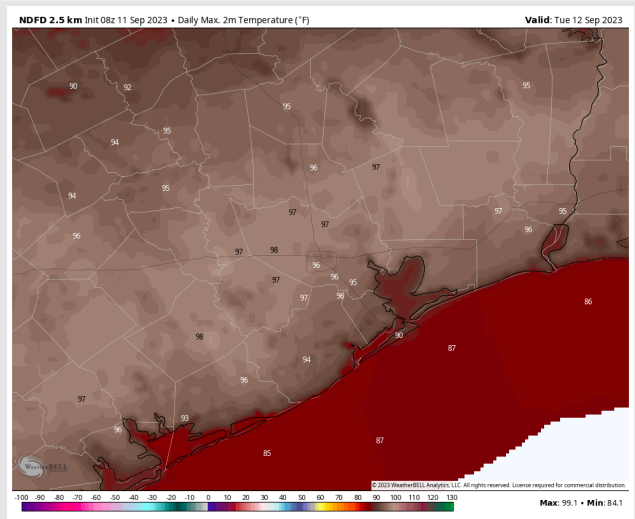 NDFD 2.5 km Init 08z 11 Sep 2023 • Daily Max. 2m Temperature (°F) Valid: Tue 12 Sep 2023
90 92 95 95
95
94
96 97
94 95
97 97 95
97
96 96
97 98
96
97 96 95
97 96
86
98 90
87
94
96
97
93
96
87
85
WeatherBELL
© 2023 WeatherBELL Analytics, LLC. All rights reserved. License required for commercial distribution.
-100 -90 -80 -70 -60 -50 -40 -30 -20 -10 0 10 20 30 40 50 60 70 80 90 100 110 120 130
Max: 99.1 • Min: 84.1